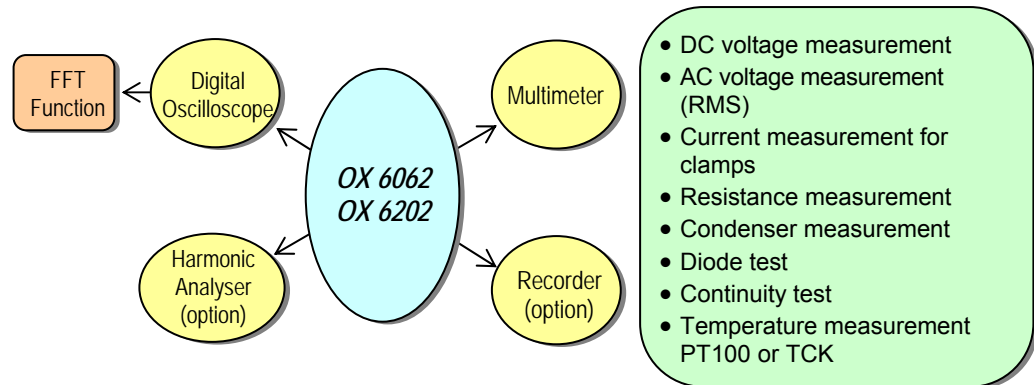 FFT
Function
Digital
Oscilloscope
Multimeter
OX 6062
OX 6202
Harmonic
Analyser
(option)
Recorder
(option)
• DC voltage measurement
• AC voltage measurement
(RMS)
• Current measurement for
clamps
• Resistance measurement
• Condenser measurement
• Diode test
• Continuity test
• Temperature measurement
PT100 or TCK